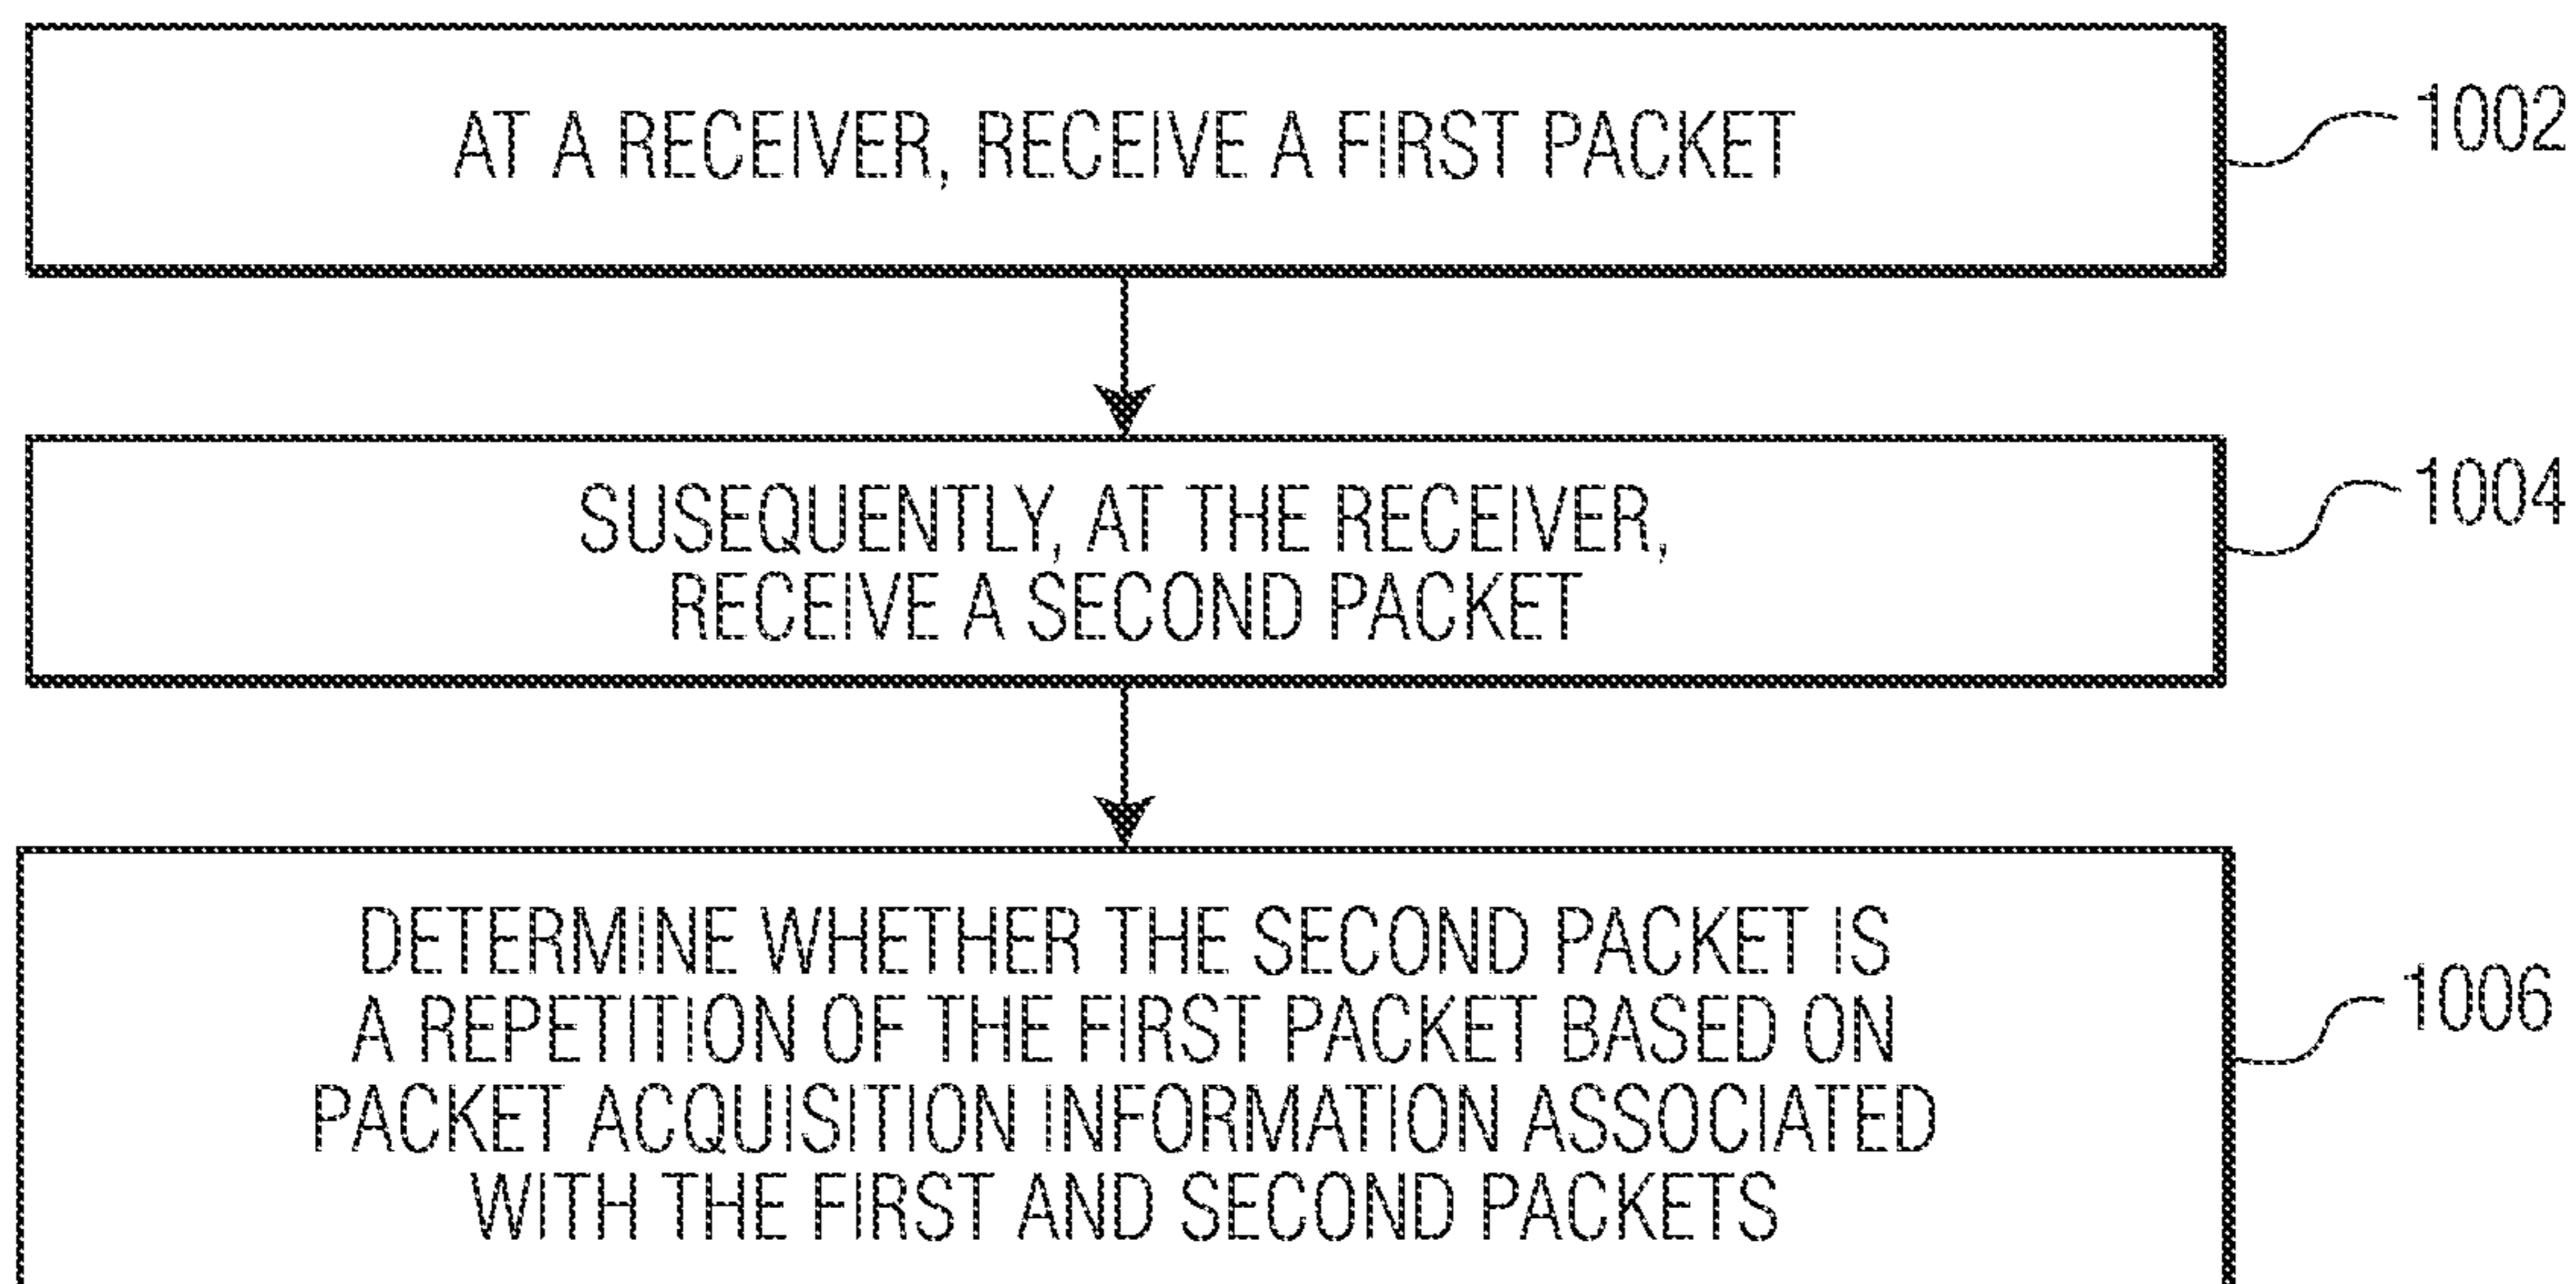 AT A RECEIVER, RECEIVE A FIRST PACKET
1002
SUSEQUENTLY, AT THE RECEIVER,
RECEIVE A SECOND PACKET
1004
DETERMINE WHETHER THE SECOND PACKET IS
A REPETITION OF THE FIRST PACKET BASED ON
PACKET ACQUISITION INFORMATION ASSOCIATED
WITH THE FIRST AND SECOND PACKETS
1006